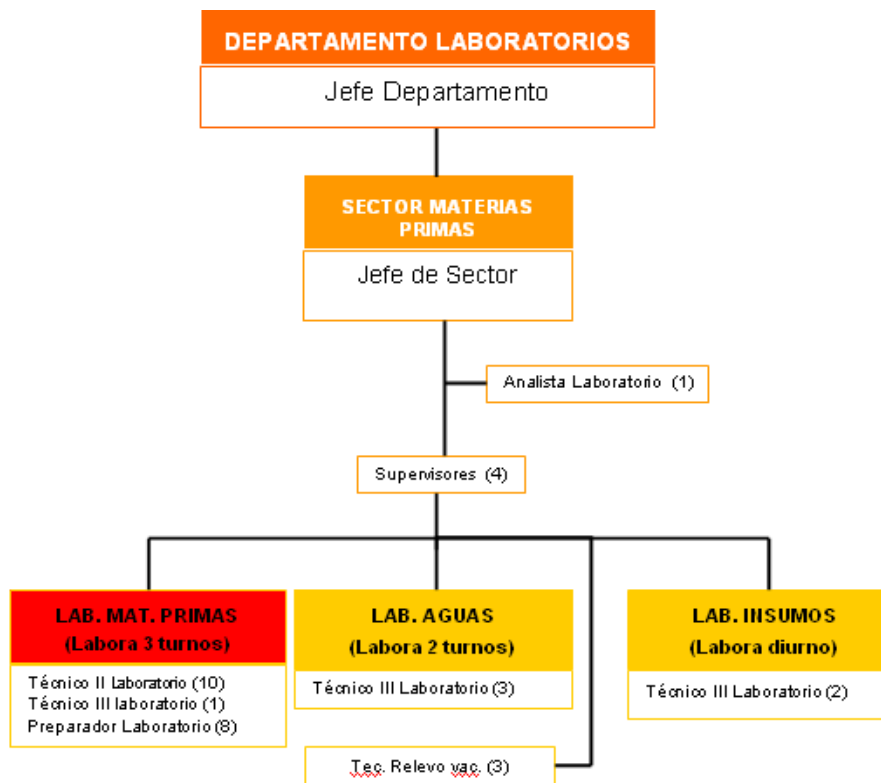 DEPARTAMENTO LABORATORIOS
Jefe Departamento
SECTOR MATERIAS
PRIMAS
Jefe de Sector
Analista Laboratorio (1)
Supervisores (4)
LAB. MAT. PRIMAS
(Labora 3 turnos)
Técnico II Laboratorio (10)
Técnico III laboratorio (1)
Preparador Laboratorio (8)
LAB. AGUAS
(Labora 2 turnos)
Técnico III Laboratorio (3)
LAB. INSUMOS
(Labora diurno)
Técnico III Laboratorio (2)
Tec. Relevo vac. (3)